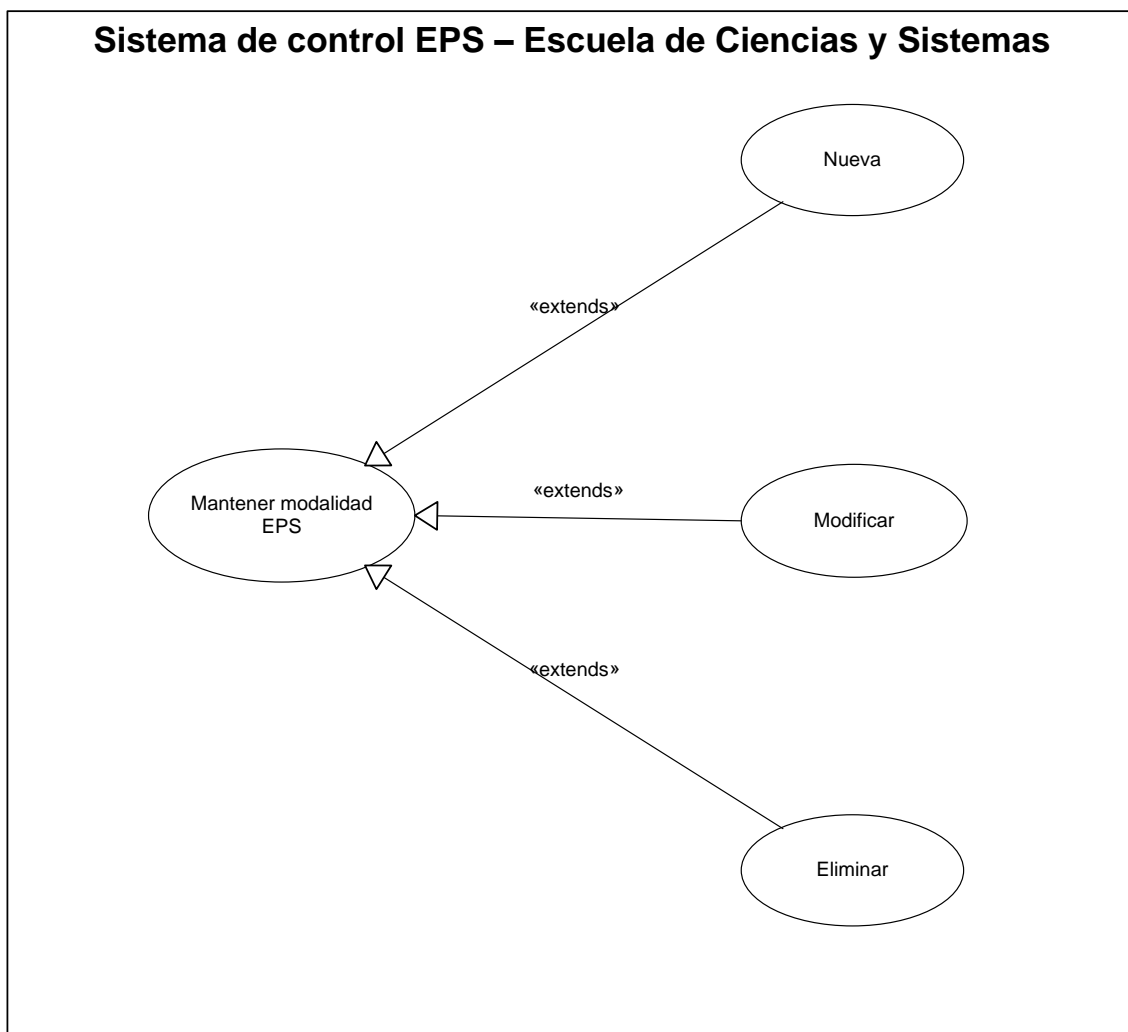 Sistema de control EPS – Escuela de Ciencias y Sistemas
Nueva
«extends»
Mantener modalidad
EPS
«extends»
Modificar
«extends»
Eliminar